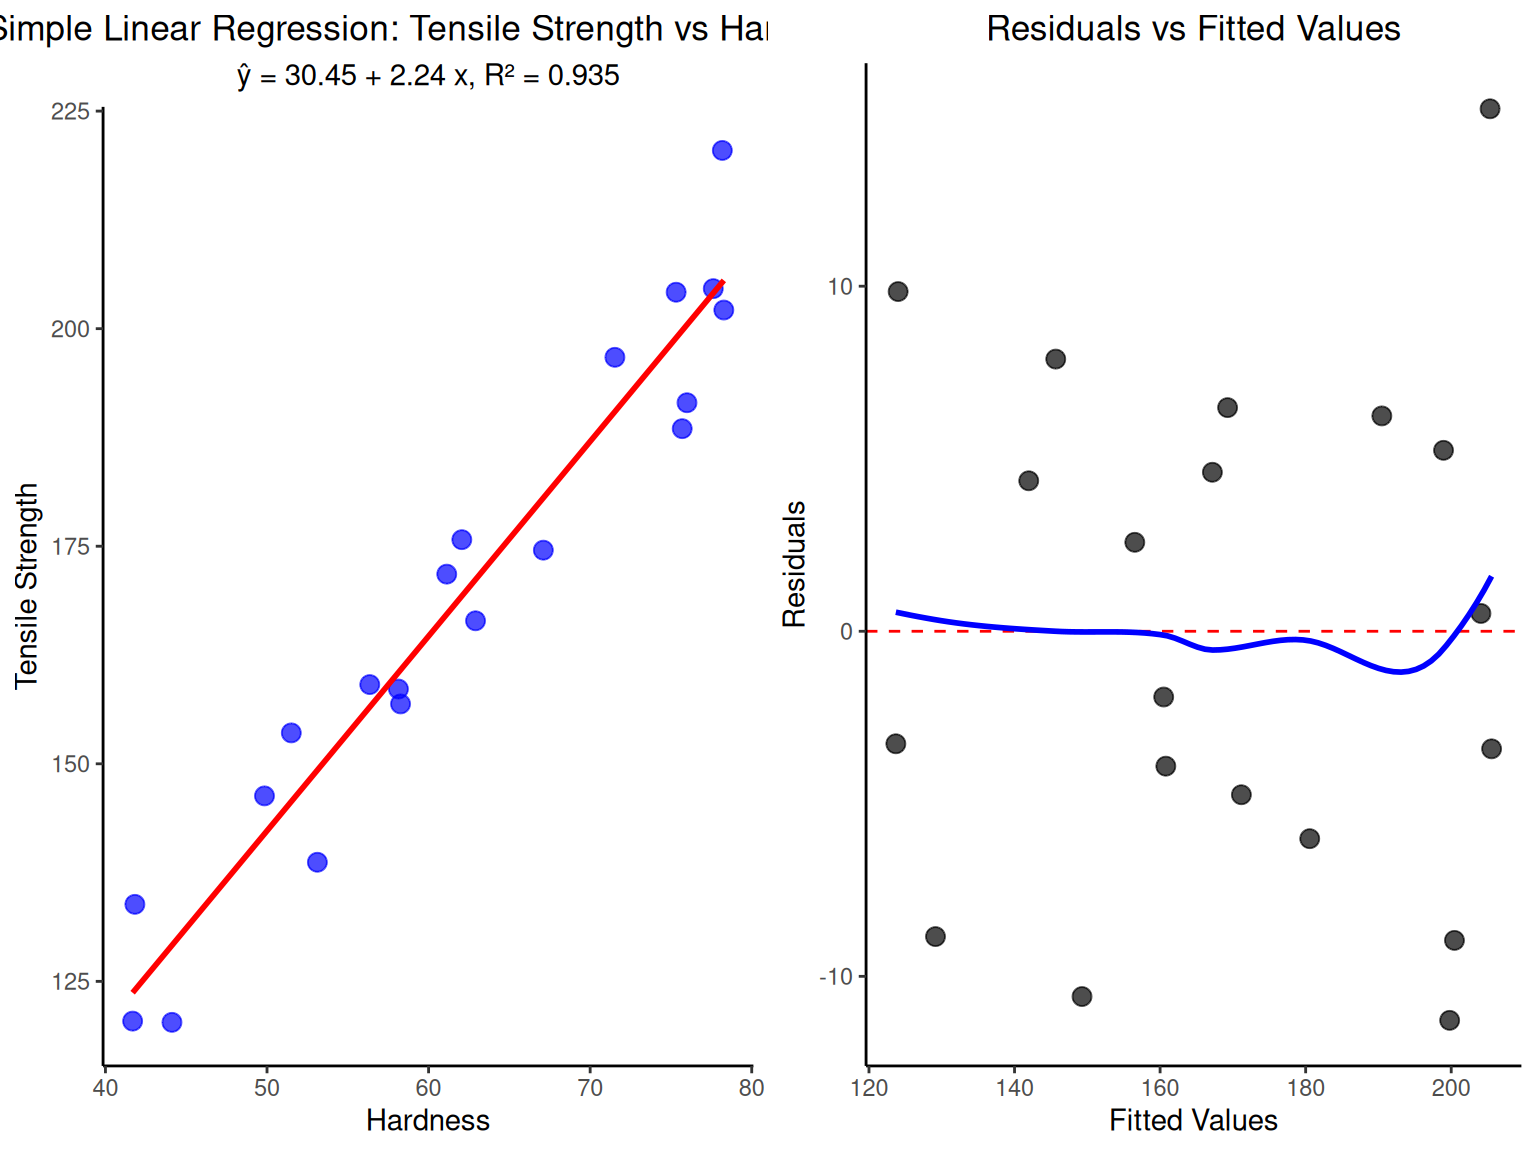 Simple Linear Regression: Tensile Strength vs Har
ŷ = 30.45 + 2.24 x, R² = 0.935
225
200
175
150
125
Tensile Strength
40 50 60 70 80
Hardness
Residuals vs Fitted Values
10
0
-10
Residuals
120 140 160 180 200
Fitted Values